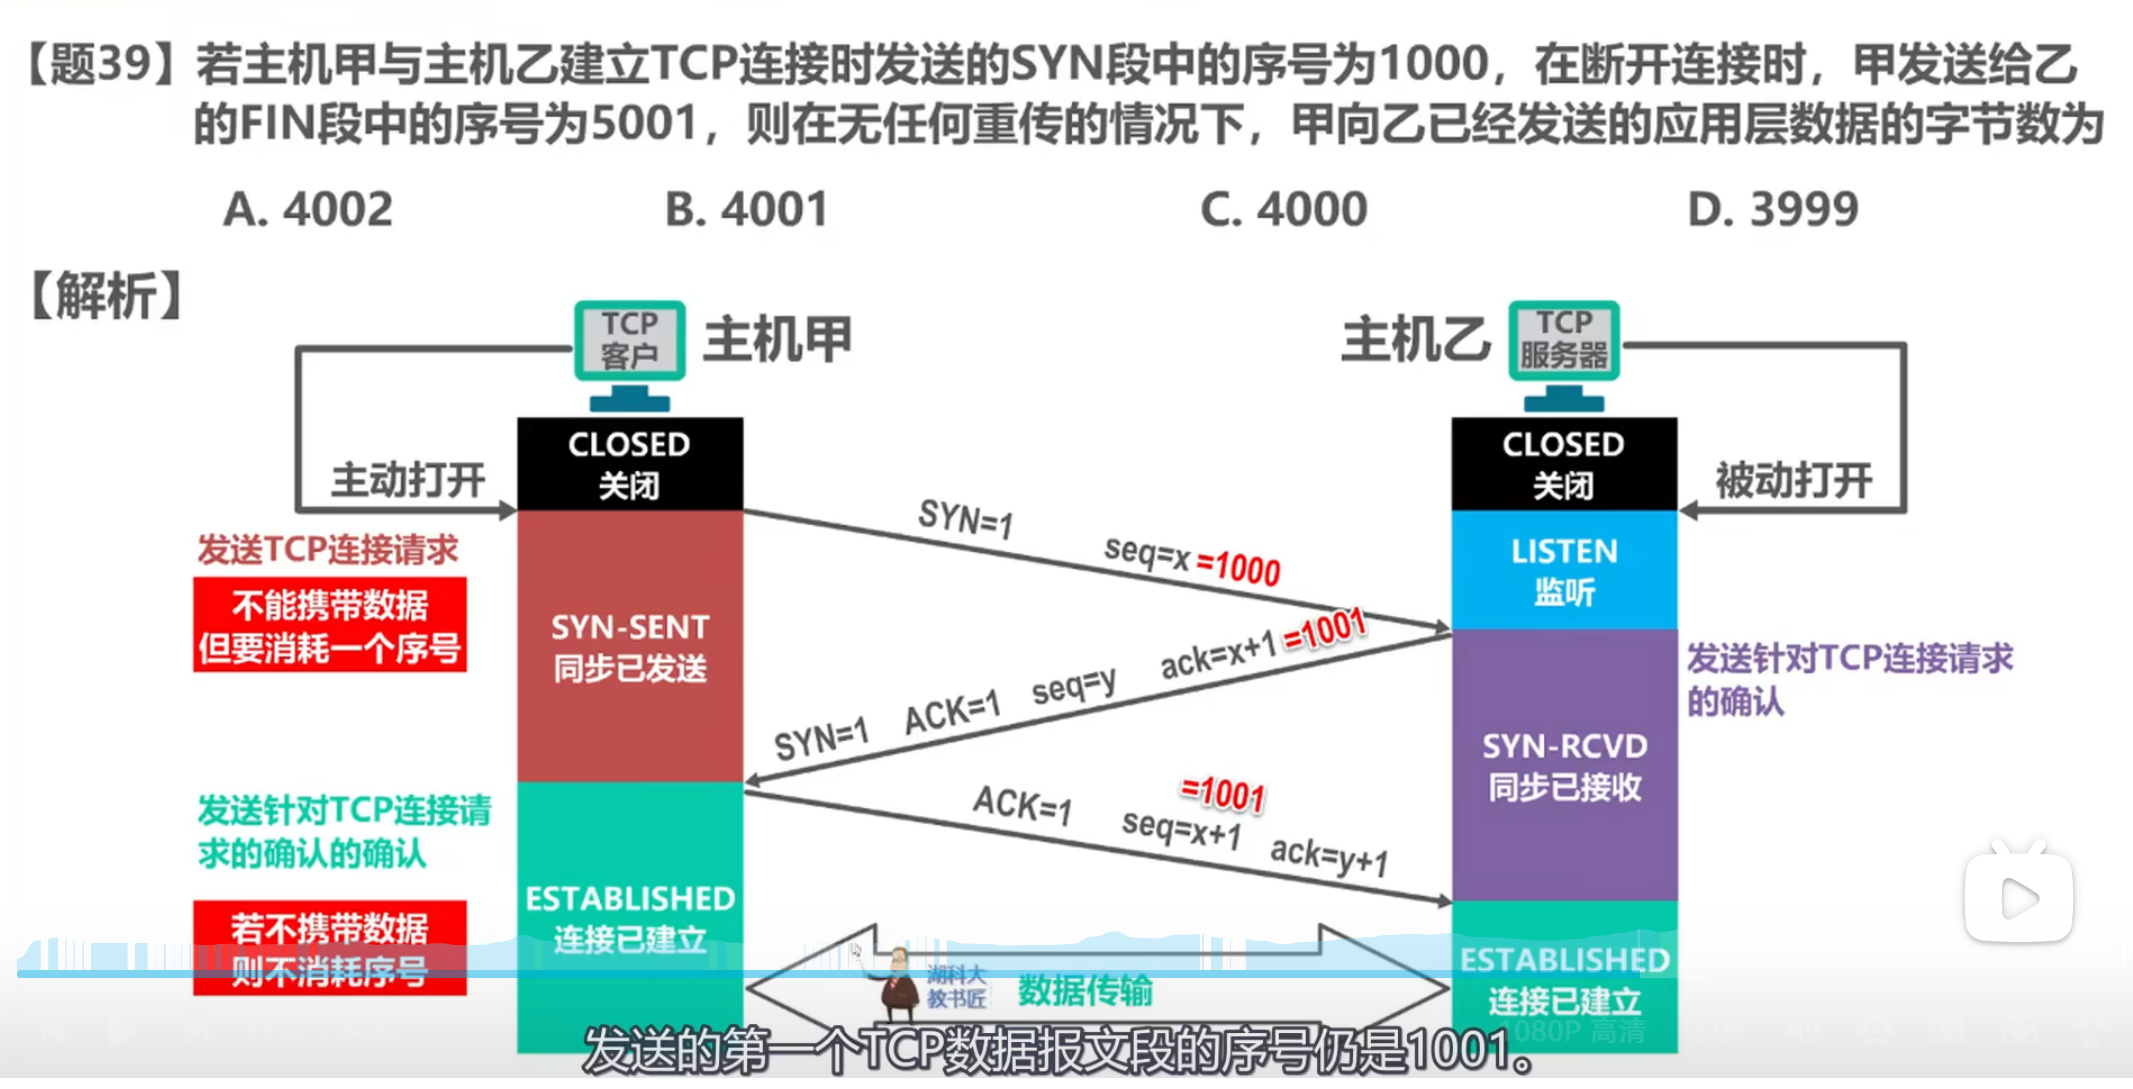 【题39】若主机甲与主机乙建立TCP连接时发送的SYN段中的序号为1000，在断开连接时，甲发送给乙
的FIN段中的序号为5001，则在无任何重传的情况下，甲向乙已经发送的应用层数据的字节数为
A. 4002 B. 4001 C. 4000 D. 3999
【解析】
TCP
客户
主机甲
主机乙
TCP
服务器
CLOSED
关闭
CLOSED
关闭
主动打开
被动打开
SYN=1 seq=x =1000
发送TCP连接请求
不能携带数据
但要消耗一个序号
SYN-SENT
同步已发送
LISTEN
监听
SYN=1 ACK=1 seq=y ack=x+1 =1001
发送针对TCP连接请求
的确认
SYN-RCVD
同步已接收
=1001
ACK=1 seq=x+1 ack=y+1
发送针对TCP连接请
求的确认的确认
ESTABLISHED
连接已建立
若不携带数据
则不消耗序号
湖科大
教书匠
数据传输
ESTABLISHED
连接已建立
1080P 高清
发送的第一个TCP数据报文段的序号仍是1001。